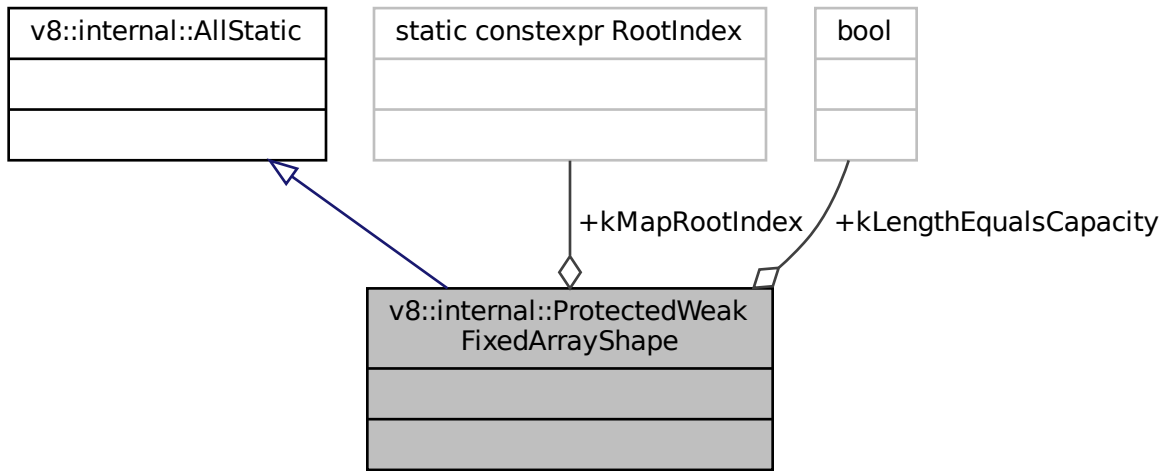 v8::internal::AllStatic
static constexpr RootIndex
bool
+kMapRootIndex
+kLengthEqualsCapacity
v8::internal::ProtectedWeak
FixedArrayShape